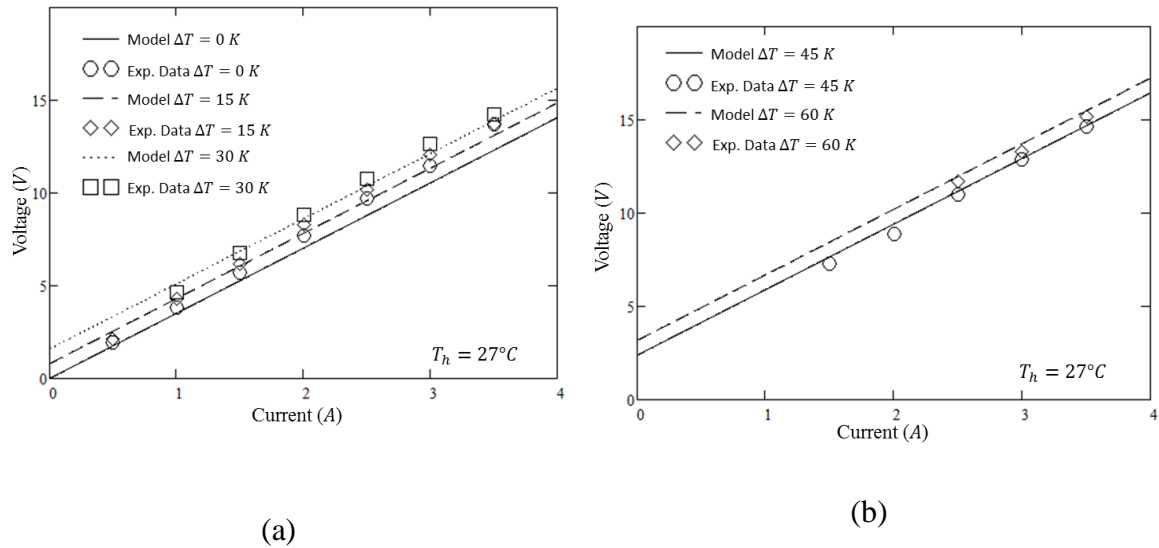 Model ΔT = 0 K
Exp. Data ΔT = 0 K
Model ΔT = 15 K
Exp. Data ΔT = 15 K
Model ΔT = 30 K
Exp. Data ΔT = 30 K
15
10
5
0
Voltage (V)
T_h = 27°C
0 1 2 3 4
Current (A)
(a)
Model ΔT = 45 K
Exp. Data ΔT = 45 K
Model ΔT = 60 K
Exp. Data ΔT = 60 K
15
10
5
0
Voltage (V)
T_h = 27°C
0 1 2 3 4
Current (A)
(b)